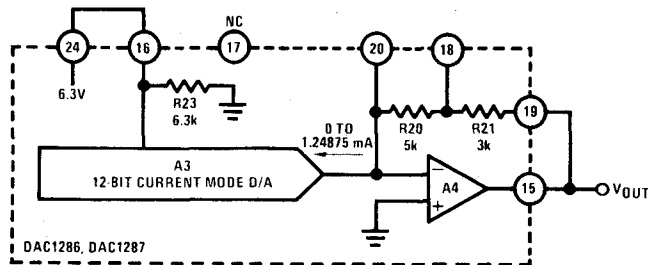 NC
24
16
17
20
18
6.3V
R23
6.3k
0 TO
1.24875 mA
R20
5k
R21
3k
19
A3
12-BIT CURRENT MODE D/A
−
A4
+
15
VOUT
DAC1286, DAC1287